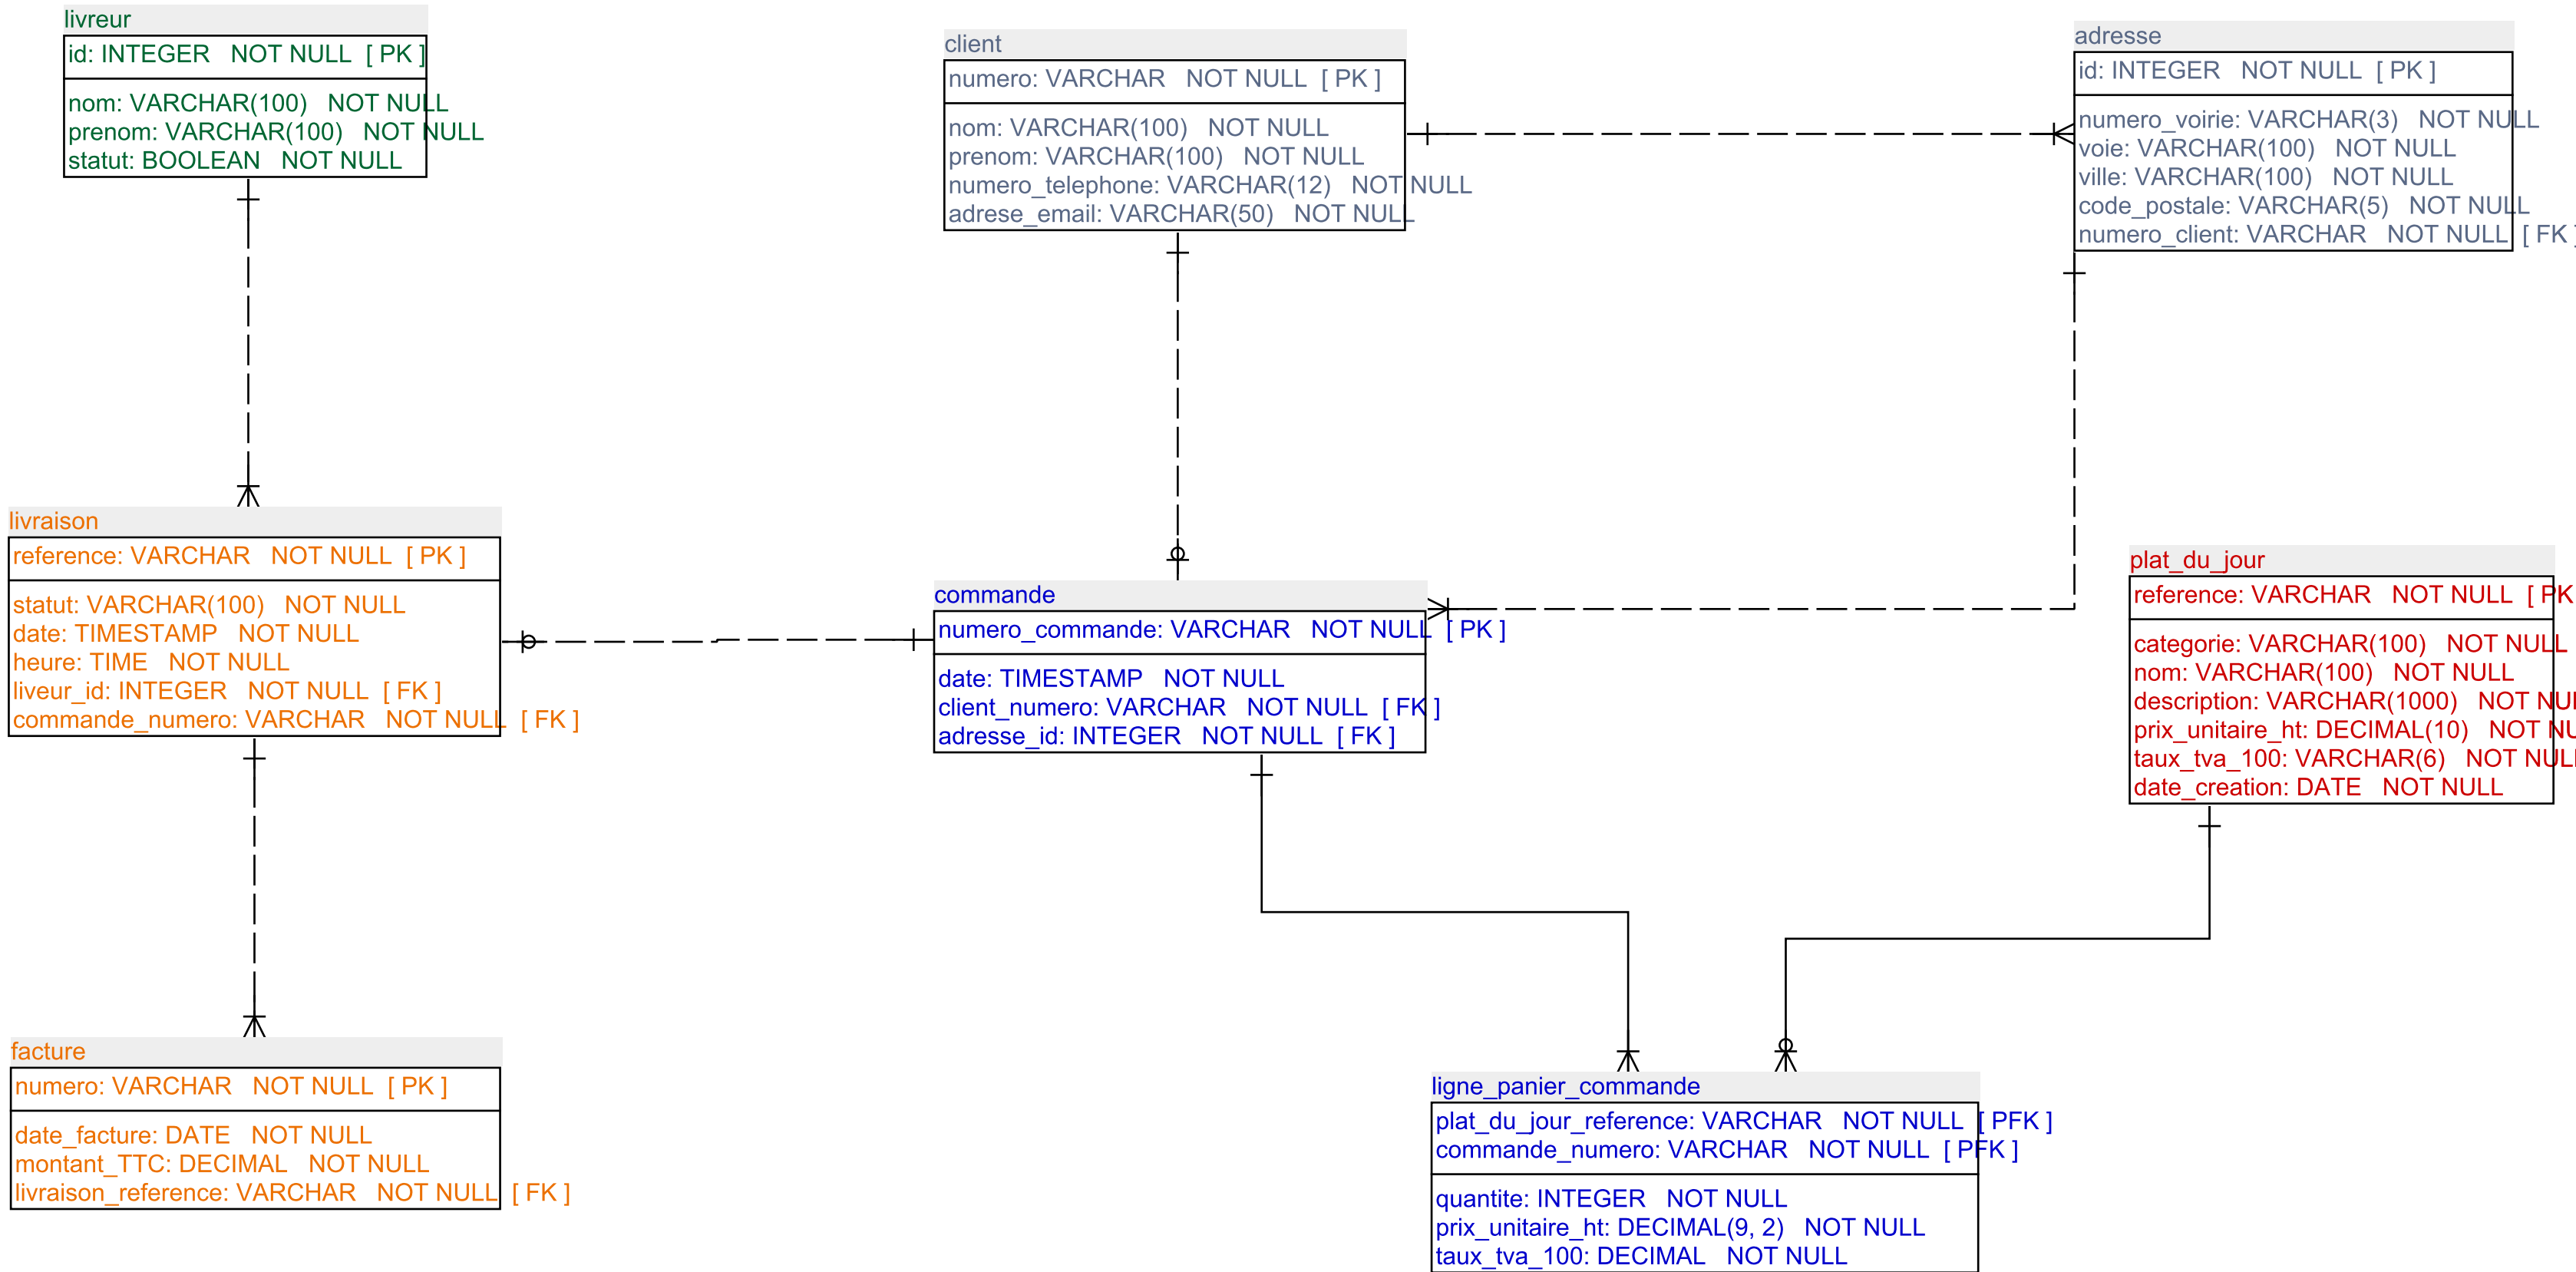 livreur
id: INTEGER NOT NULL [ PK ]
nom: VARCHAR(100) NOT NULL
prenom: VARCHAR(100) NOT NULL
statut: BOOLEAN NOT NULL
client
numero: VARCHAR NOT NULL [ PK ]
nom: VARCHAR(100) NOT NULL
prenom: VARCHAR(100) NOT NULL
numero_telephone: VARCHAR(12) NOT NULL
adrese_email: VARCHAR(50) NOT NULL
adresse
id: INTEGER NOT NULL [ PK ]
numero_voirie: VARCHAR(3) NOT NULL
voie: VARCHAR(100) NOT NULL
ville: VARCHAR(100) NOT NULL
code_postale: VARCHAR(5) NOT NULL
numero_client: VARCHAR NOT NULL [ FK ]
livraison
reference: VARCHAR NOT NULL [ PK ]
statut: VARCHAR(100) NOT NULL
date: TIMESTAMP NOT NULL
heure: TIME NOT NULL
liveur_id: INTEGER NOT NULL [ FK ]
commande_numero: VARCHAR NOT NULL [ FK ]
commande
numero_commande: VARCHAR NOT NULL [ PK ]
date: TIMESTAMP NOT NULL
client_numero: VARCHAR NOT NULL [ FK ]
adresse_id: INTEGER NOT NULL [ FK ]
plat_du_jour
reference: VARCHAR NOT NULL [ PK
categorie: VARCHAR(100) NOT NULL
nom: VARCHAR(100) NOT NULL
description: VARCHAR(1000) NOT NUL
prix_unitaire_ht: DECIMAL(10) NOT NU
taux_tva_100: VARCHAR(6) NOT NULL
date_creation: DATE NOT NULL
facture
numero: VARCHAR NOT NULL [ PK ]
date_facture: DATE NOT NULL
montant_TTC: DECIMAL NOT NULL
livraison_reference: VARCHAR NOT NULL [ FK ]
ligne_panier_commande
plat_du_jour_reference: VARCHAR NOT NULL [ PFK ]
commande_numero: VARCHAR NOT NULL [ PFK ]
quantite: INTEGER NOT NULL
prix_unitaire_ht: DECIMAL(9, 2) NOT NULL
taux_tva_100: DECIMAL NOT NULL